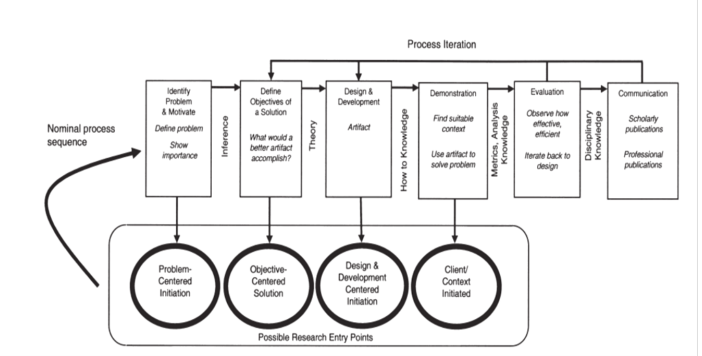 Process Iteration
Nominal process
sequence
Identify
Problem
& Motivate
Define problem
Show
importance
Inference
Define
Objectives of
a Solution
What would a
better artifact
accomplish?
Theory
Design &
Development
Artifact
How to Knowledge
Demonstration
Find suitable
context
Use artifact to
solve problem
Metrics, Analysis
Knowledge
Evaluation
Observe how
effective,
efficient
Iterate back to
design
Disciplinary
Knowledge
Communication
Scholarly
publications
Professional
publications
Problem-
Centered
Initiation
Objective-
Centered
Solution
Design &
Development
Centered
Initiation
Client/
Context
Initiated
Possible Research Entry Points